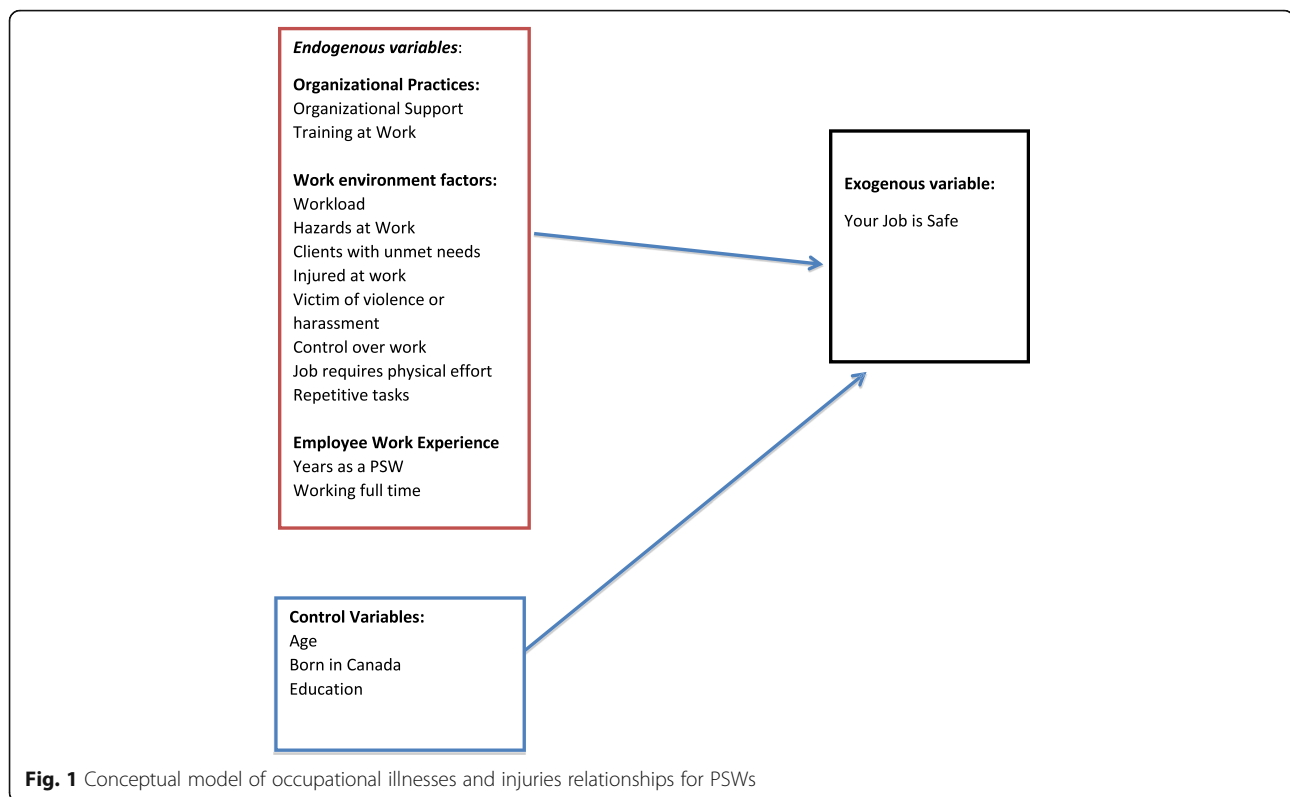 Endogenous variables:
Organizational Practices:
Organizational Support
Training at Work
Work environment factors:
Workload
Hazards at Work
Clients with unmet needs
Injured at work
Victim of violence or
harassment
Control over work
Job requires physical effort
Repetitive tasks
Employee Work Experience
Years as a PSW
Working full time
Exogenous variable:
Your Job is Safe
Control Variables:
Age
Born in Canada
Education
Fig. 1 Conceptual model of occupational illnesses and injuries relationships for PSWs